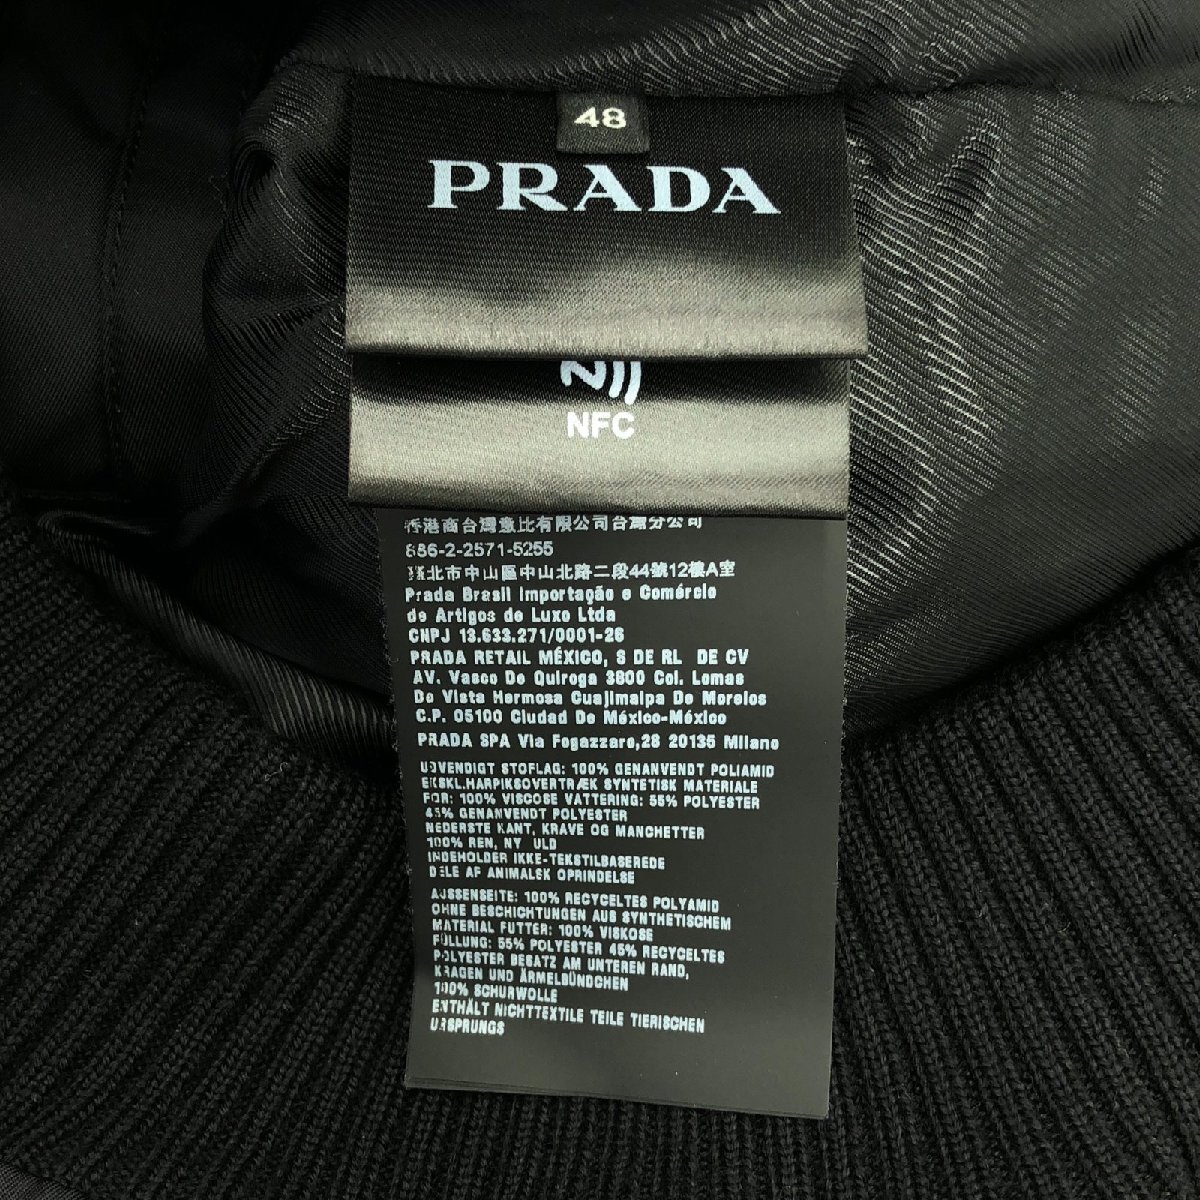 48
PRADA
NFC
香港商台灣意比有限公司台灣分公司
886-2-2571-5255
臺北市中山區中山北路二段44號12樓A室
Prada Brasil Importação e Comércio
de Artigos de Luxo Ltda
CNPJ 13.633.271/0001-26
PRADA RETAIL MÉXICO, S DE RL DE CV
AV. Vasco De Quiroga 3800 Col. Lomas
De Vista Hermosa Cuajimalpa De Morelos
C.P. 05100 Ciudad De México-México
PRADA SPA Via Fogazzaro,28 20135 Milano
UDVENDIGT STOFLAG: 100% GENANVENDT POLIAMID
EKSKL.HARPIKSOVERTRÆK SYNTETISK MATERIALE
FOR: 100% VISCOSE VATTERING: 55% POLYESTER
45% GENANVENDT POLYESTER
NEDERSTE KANT, KRAVE OG MANCHETTER
100% REN, NY ULD
INDEHOLDER IKKE-TEKSTILBASEREDE
DELE AF ANIMALSK OPRINDELSE
AUSSENSEITE: 100% RECYCELTES POLYAMID
OHNE BESCHICHTUNGEN AUS SYNTHETISCHEM
MATERIAL FUTTER: 100% VISKOSE
FÜLLUNG: 55% POLYESTER 45% RECYCELTES
POLYESTER BESATZ AM UNTEREN RAND,
KRAGEN UND ÄRMELBÜNDCHEN
100% SCHURWOLLE
ENTHÄLT NICHTTEXTILE TEILE TIERISCHEN
URSPRUNGS